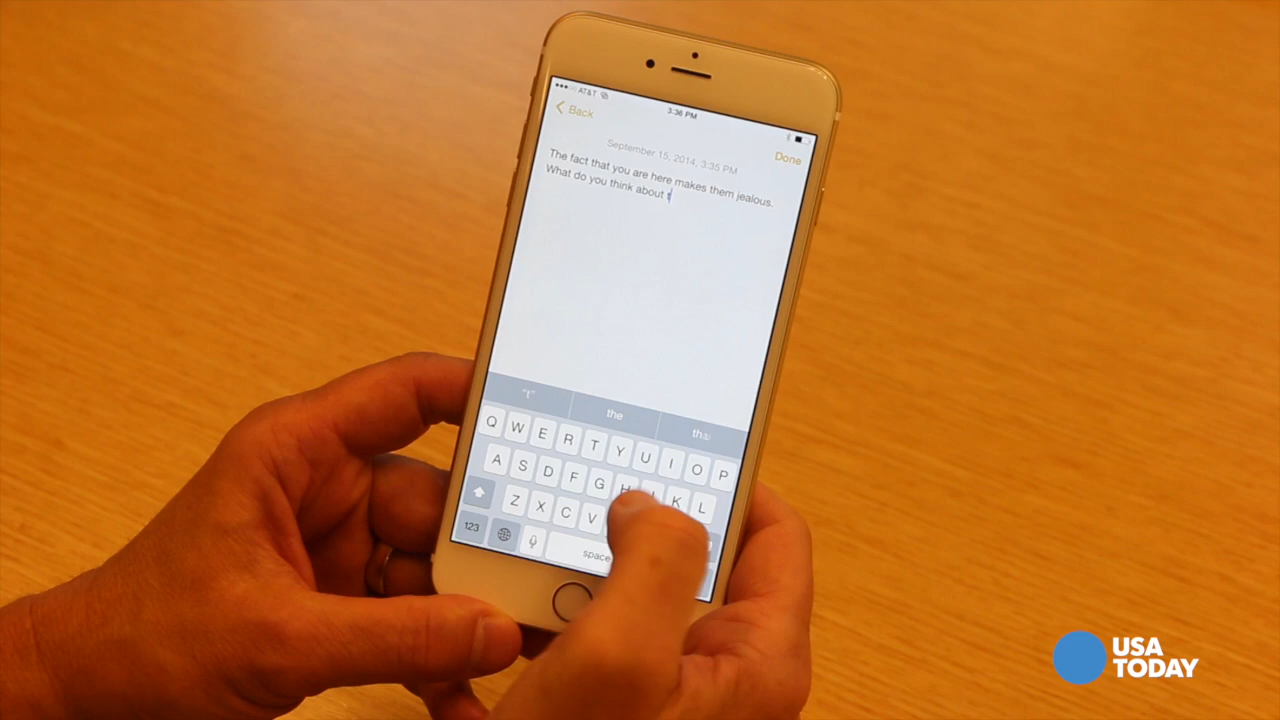 AT&T 3:36 PM
Back
Done
September 15, 2014, 3:35 PM
The fact that you are here makes them jealous.
What do you think about t
"t" the
Q W E R T Y U I O P
A S D F G H J K L
Z X C V
123 space
USA
TODAY